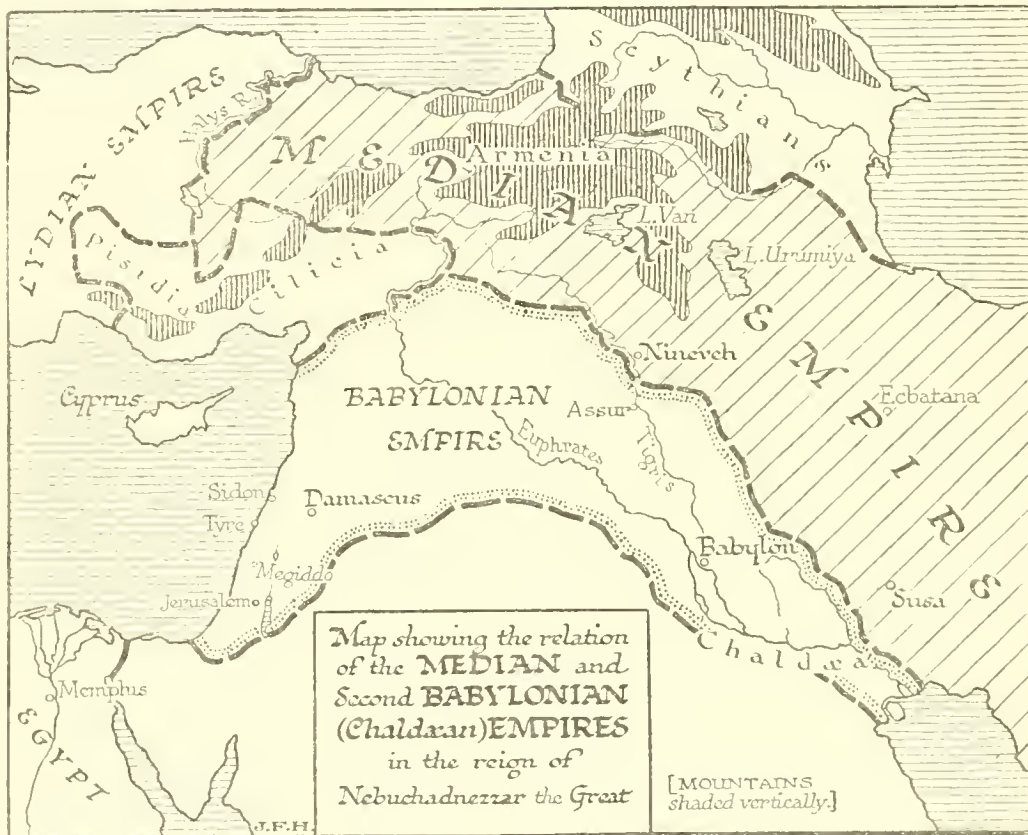 Scythians
LYDIAN EMPIRE
Halys R.
MEDIAN EMPIRE
Armenia
L.Van
L.Urumiya
Pisidia
Cilicia
Nineveh
Cyprus
BABYLONIAN
EMPIRE
Assur
Ecbatana
Euphrates
Tigris
Sidon
Damascus
Tyre
Babylon
Megiddo
Susa
Jerusalem
Chaldæa
Memphis
EGYPT
Map showing the relation
of the MEDIAN and
Second BABYLONIAN
(Chaldæan) EMPIRES
in the reign of
Nebuchadnezzar the Great
[MOUNTAINS
shaded vertically.]
J.F.H.